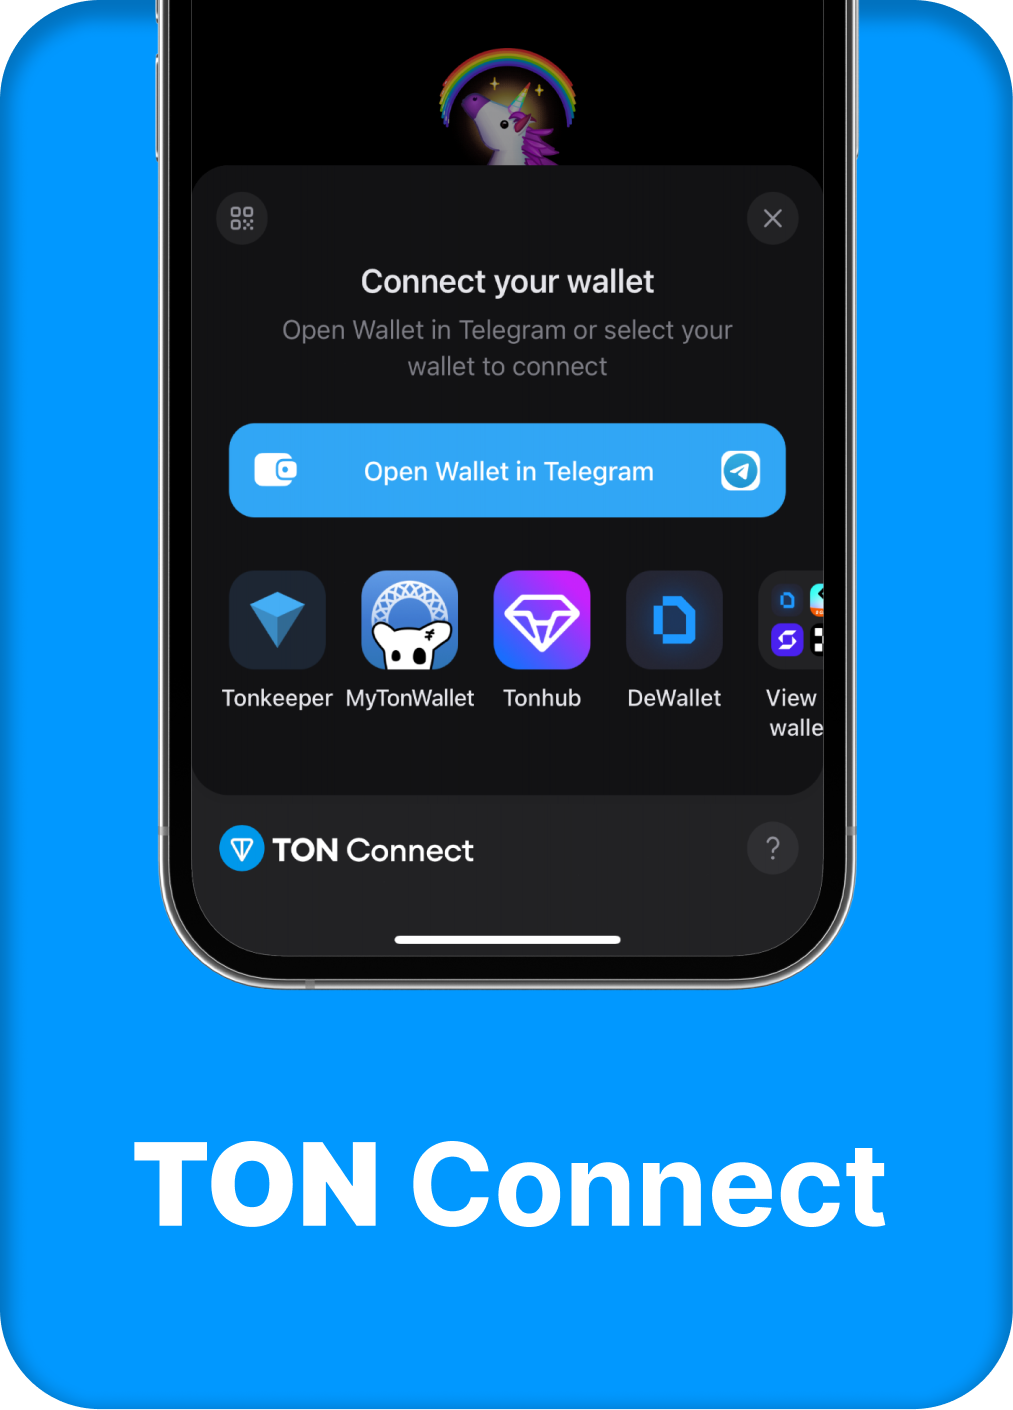 Connect your wallet
Open Wallet in Telegram or select your
wallet to connect
Open Wallet in Telegram
Tonkeeper
MyTonWallet
Tonhub
DeWallet
View
walle
TON Connect
?
TON Connect